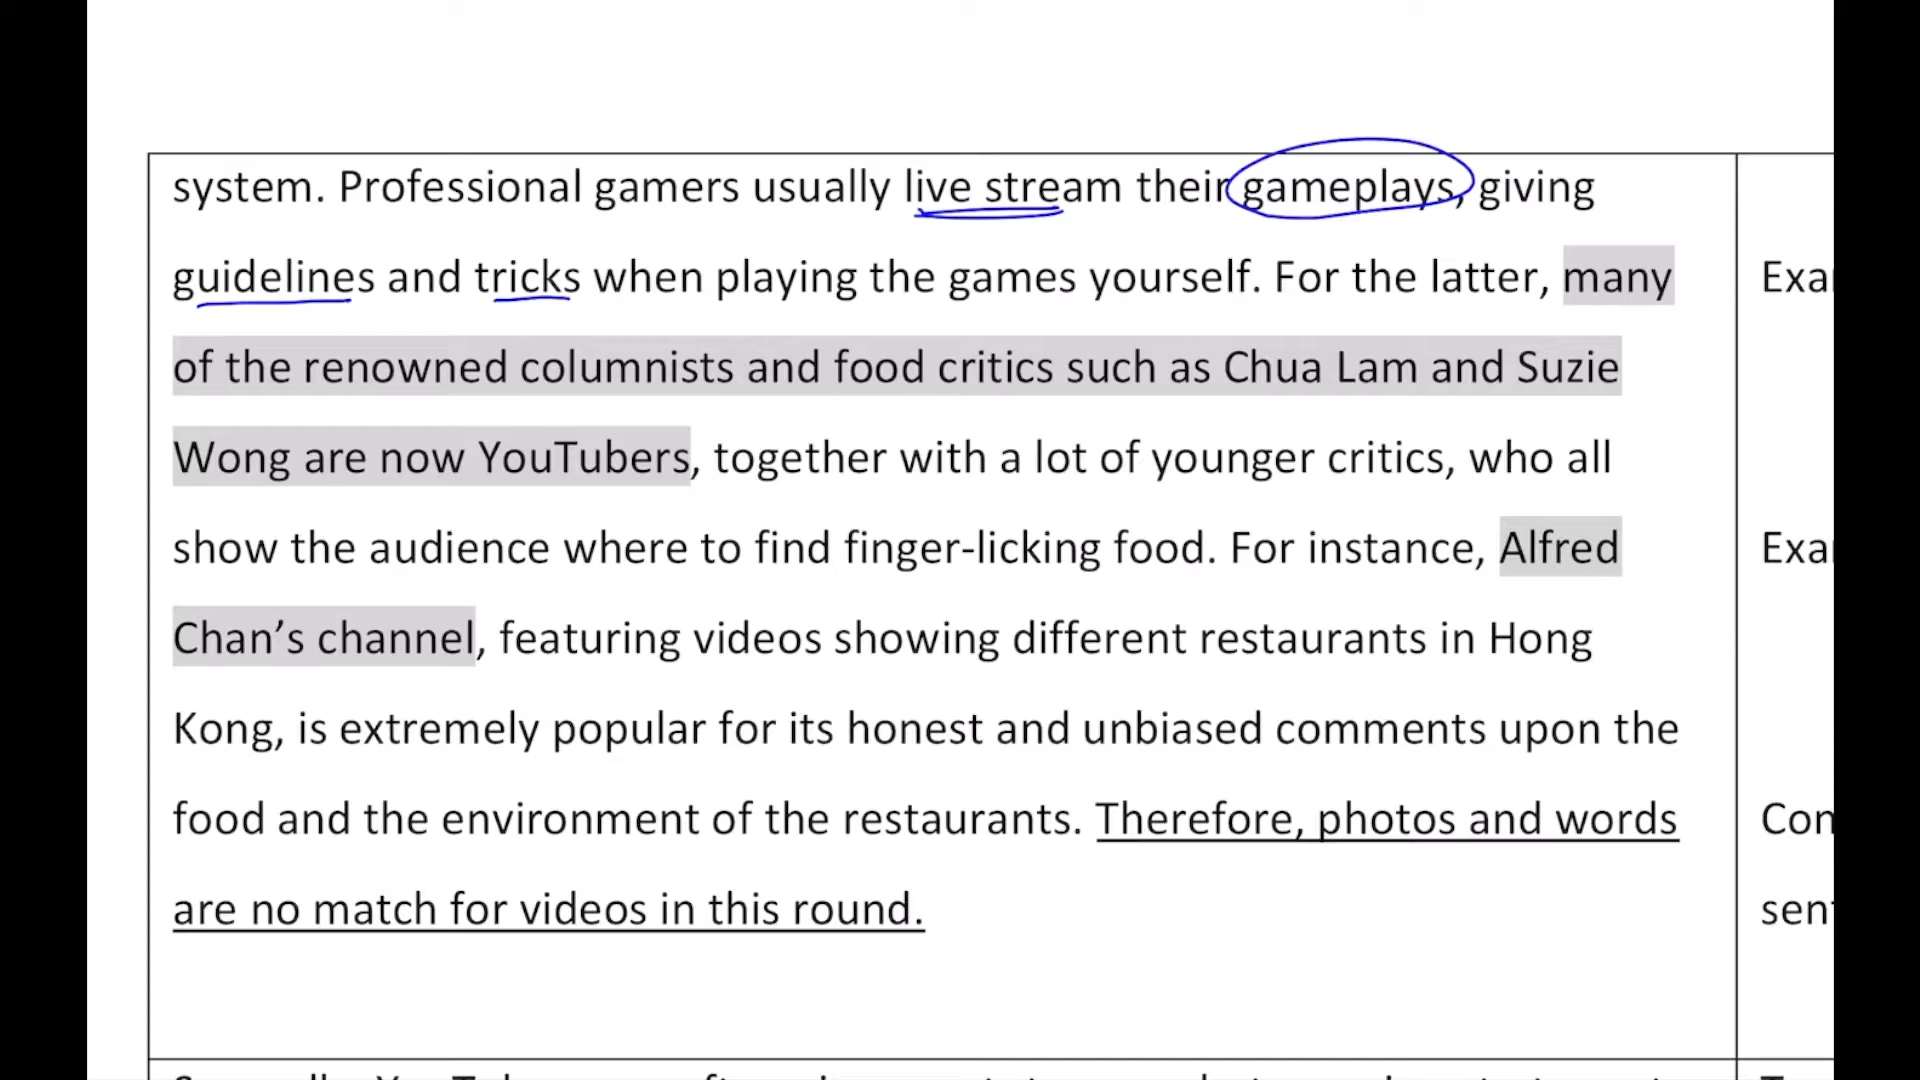 system. Professional gamers usually live stream their gameplays, giving
guidelines and tricks when playing the games yourself. For the latter, many
of the renowned columnists and food critics such as Chua Lam and Suzie
Wong are now YouTubers, together with a lot of younger critics, who all
show the audience where to find finger-licking food. For instance, Alfred
Chan’s channel, featuring videos showing different restaurants in Hong
Kong, is extremely popular for its honest and unbiased comments upon the
food and the environment of the restaurants. Therefore, photos and words
are no match for videos in this round.